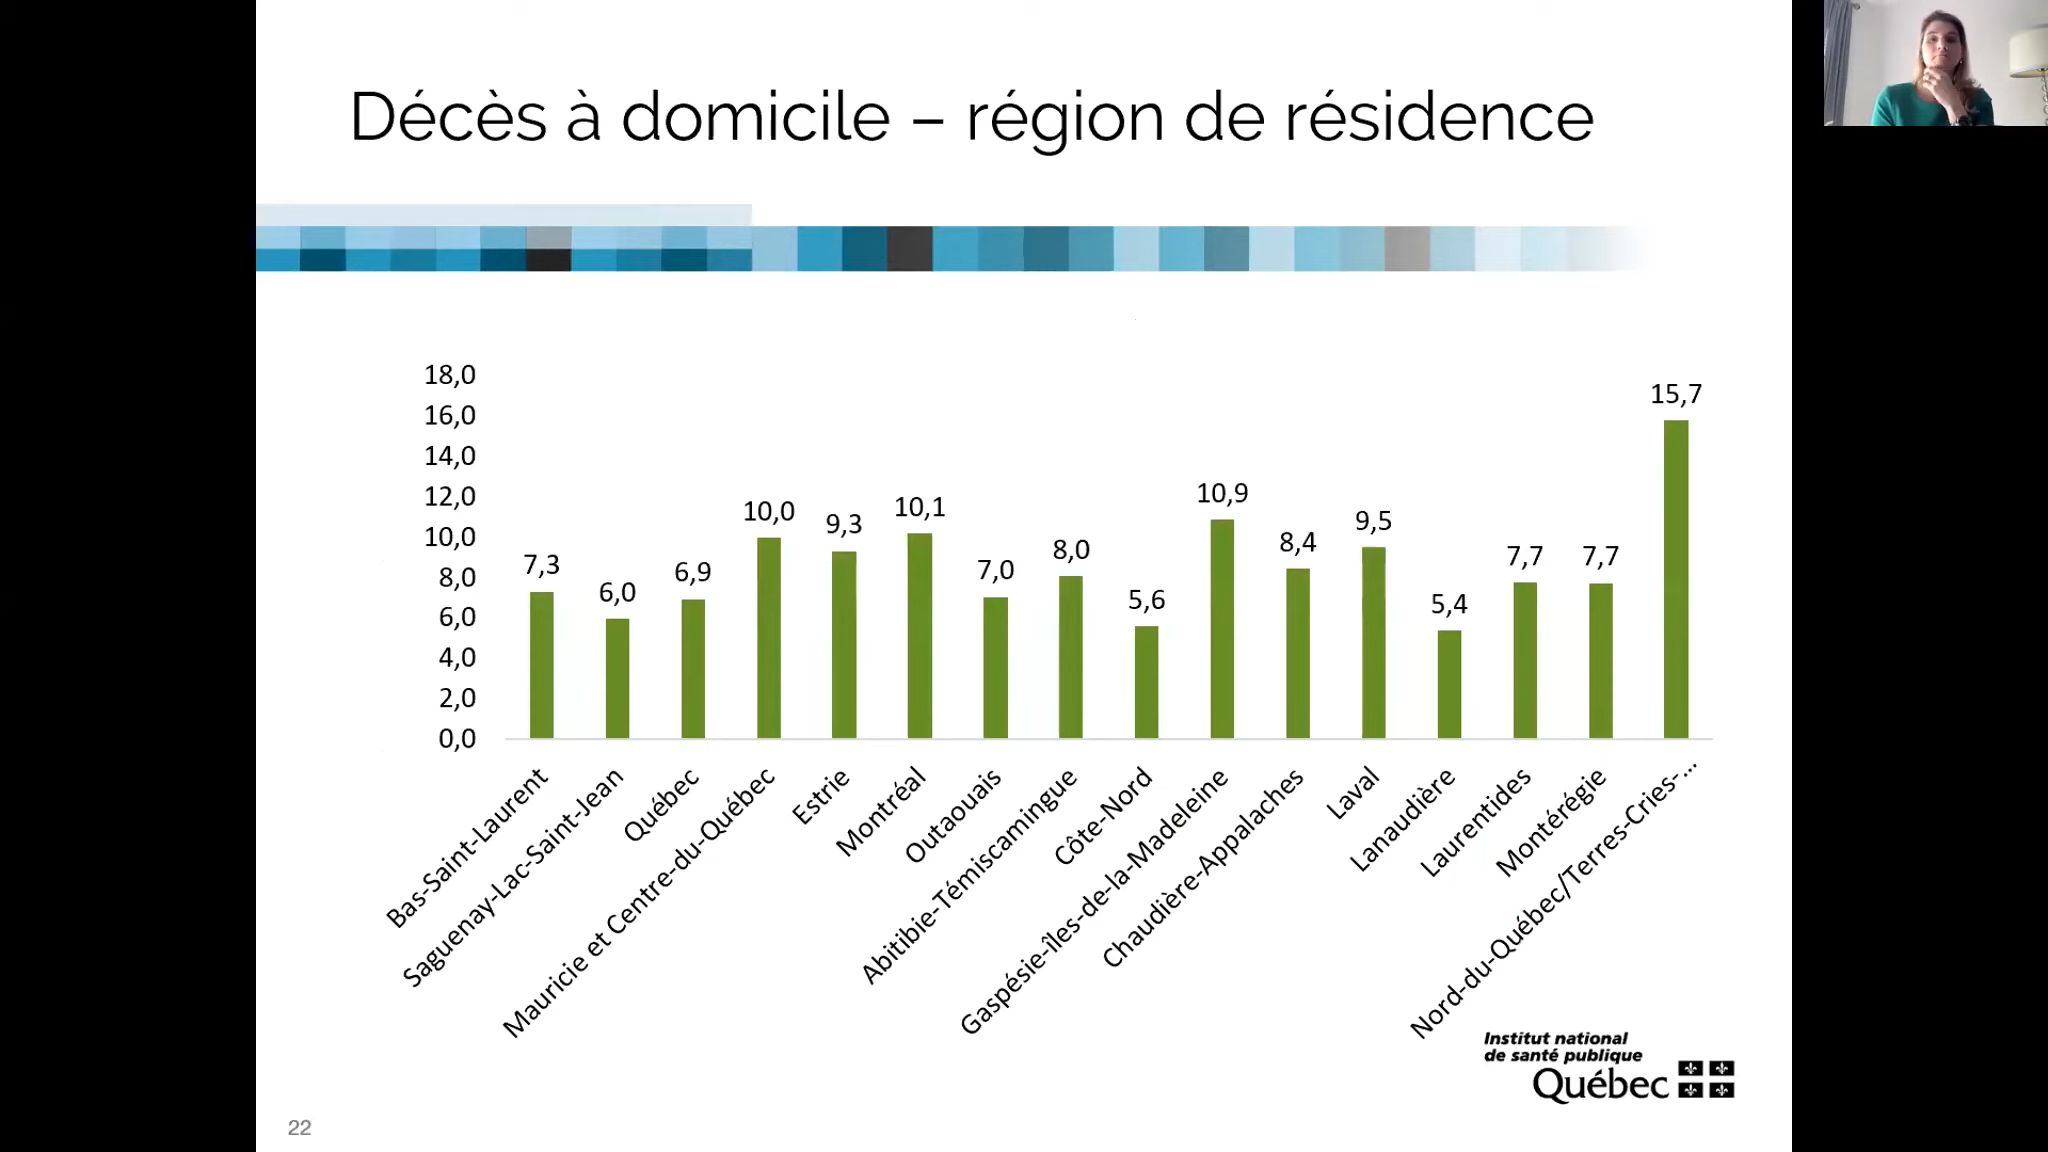 Décès à domicile – région de résidence
18,0
16,0
14,0
12,0
10,0
8,0
6,0
4,0
2,0
0,0
7,3
6,0
6,9
10,0
9,3
10,1
7,0
8,0
5,6
10,9
8,4
9,5
5,4
7,7
7,7
15,7
Bas-Saint-Laurent
Saguenay-Lac-Saint-Jean
Québec
Mauricie et Centre-du-Québec
Estrie
Montréal
Outaouais
Abitibie-Témiscamingue
Côte-Nord
Gaspésie-îles-de-la-Madeleine
Chaudière-Appalaches
Laval
Lanaudière
Laurentides
Montérégie
Nord-du-Québec/Terres-Cries-...
Institut national
de santé publique
Québec
22